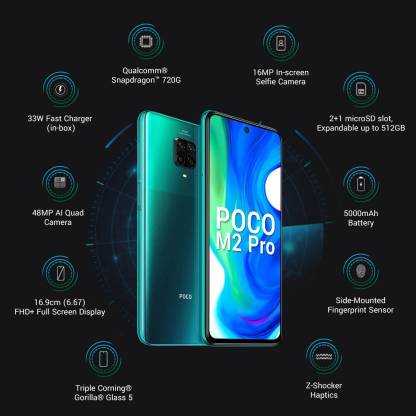 Qualcomm®
Snapdragon™ 720G
16MP In-screen
Selfie Camera
33W Fast Charger
(in-box)
2+1 microSD slot,
Expandable up to 512GB
48MP AI Quad
Camera
5000mAh
Battery
POCO
M2 Pro
16.9cm (6.67)
FHD+ Full Screen Display
Side-Mounted
Fingerprint Sensor
POCO
Triple Corning®
Gorilla® Glass 5
Z-Shocker
Haptics